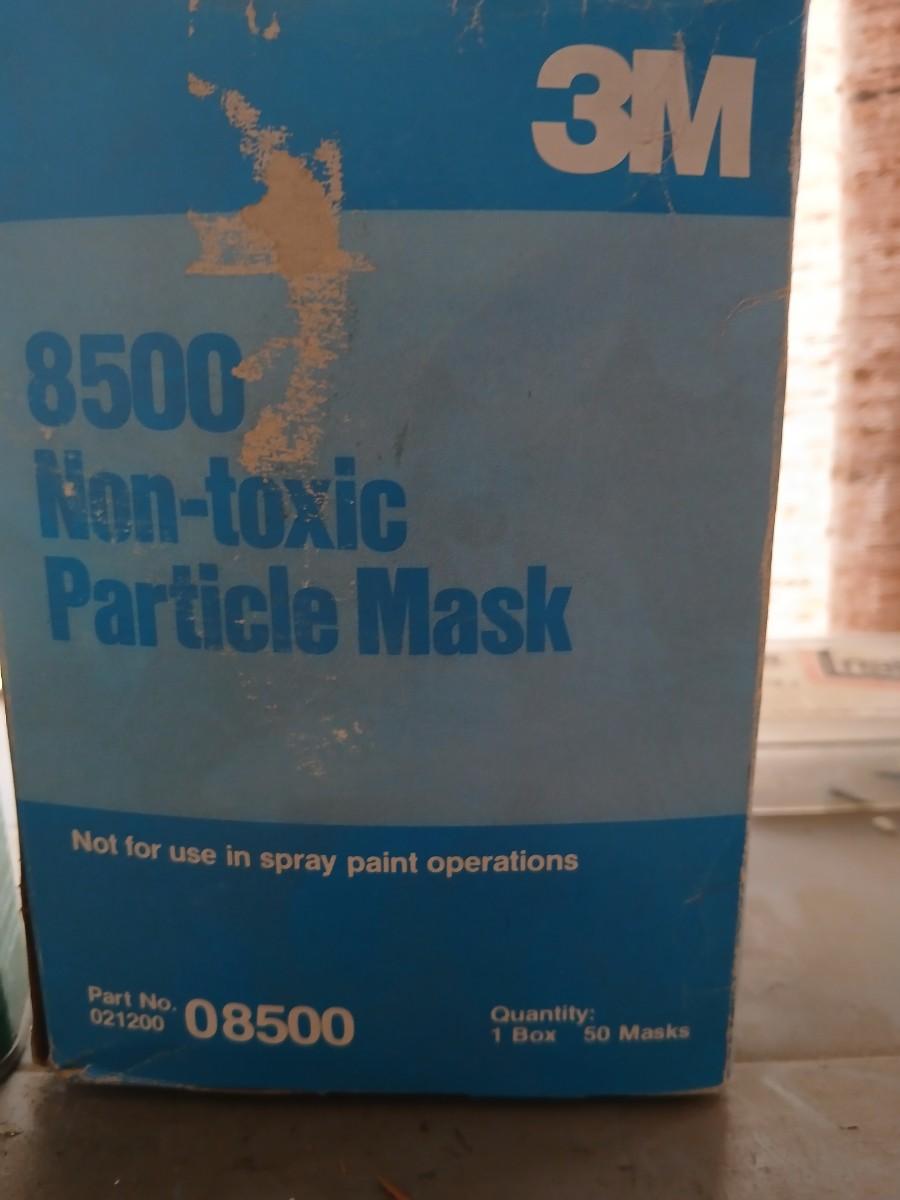 3M
8500
Non-toxic
Particle Mask
Not for use in spray paint operations
Part No.
021200 08500
Quantity:
1 Box 50 Masks